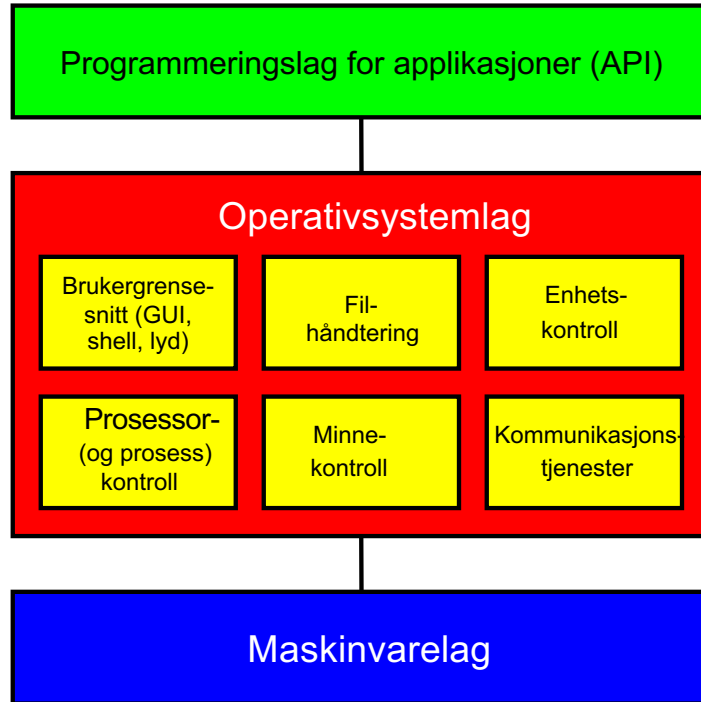 Programmeringslag for applikasjoner (API)
Operativsystemlag
Brukergrense-
snitt (GUI,
shell, lyd)
Fil-
håndtering
Enhets-
kontroll
Prosessor-
(og prosess)
kontroll
Minne-
kontroll
Kommunikasjons-
tjenester
Maskinvarelag